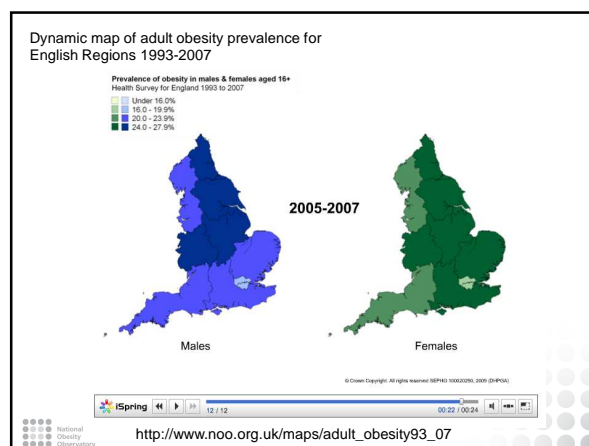 Dynamic map of adult obesity prevalence for
English Regions 1993-2007
Prevalence of obesity in males & females aged 16+
Health Survey for England 1993 to 2007
Under 16.0%
16.0 - 19.9%
20.0 - 23.9%
24.0 - 27.9%
2005-2007
Males
Females
© Crown Copyright. All rights reserved SEPHO 100020290, 2009 (DHPGA)
iSpring
12 / 12
00:22 / 00:24
National
Obesity
Observatory
http://www.noo.org.uk/maps/adult_obesity93_07